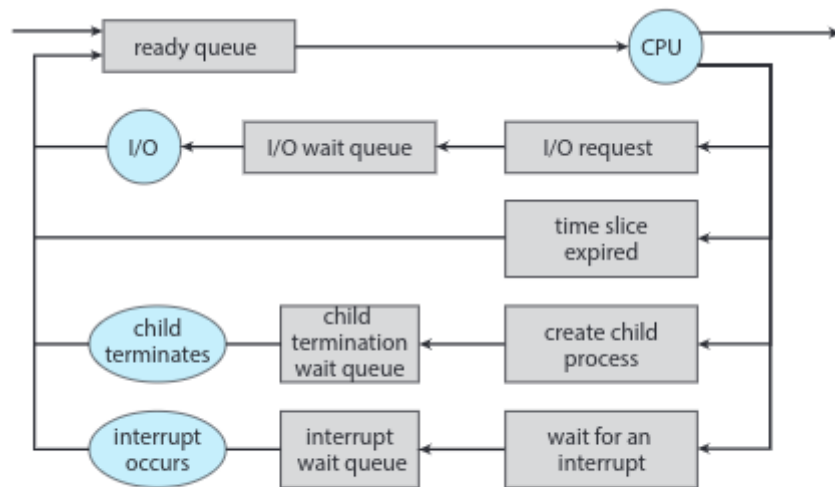 ready queue
CPU
I/O
I/O wait queue
I/O request
time slice
expired
child
terminates
child
termination
wait queue
create child
process
interrupt
occurs
interrupt
wait queue
wait for an
interrupt